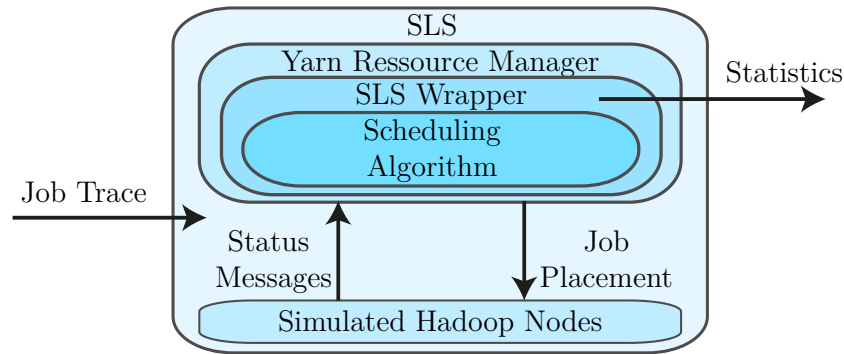 SLS
Yarn Ressource Manager
SLS Wrapper
Scheduling
Algorithm
Statistics
Job Trace
Status
Messages
Job
Placement
Simulated Hadoop Nodes